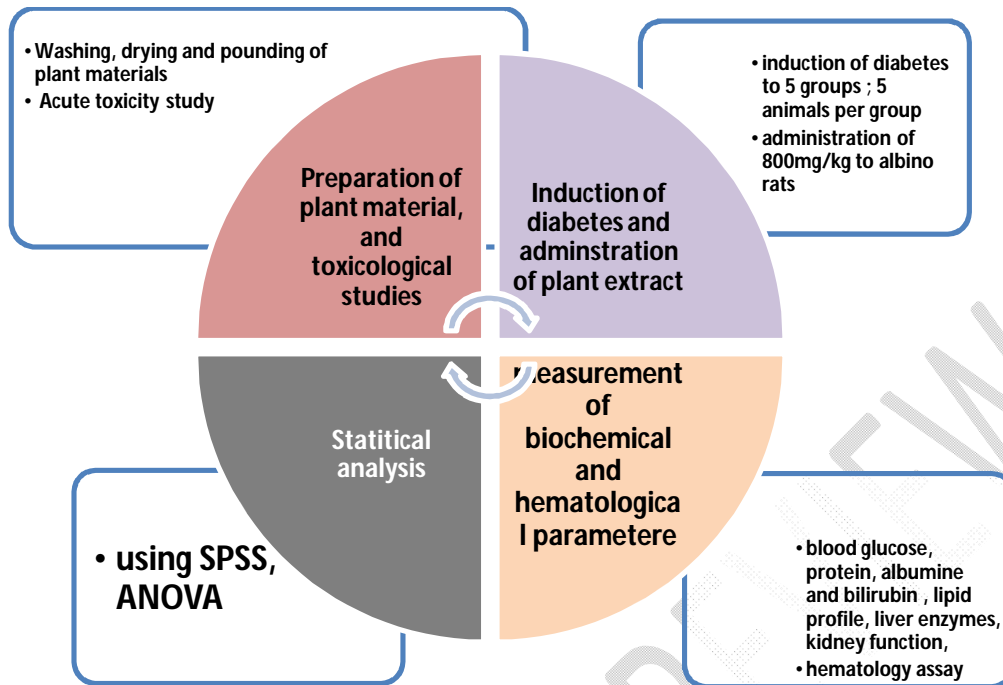 • Washing, drying and pounding of
plant materials
• Acute toxicity study
• induction of diabetes
to 5 groups ; 5
animals per group
• administration of
800mg/kg to albino
rats
Preparation of
plant material,
and
toxicological
studies
Induction of
diabetes and
adminstration
of plant extract
Statitical
analysis
measurement
of
biochemical
and
hematologica
l parametere
• using SPSS,
ANOVA
• blood glucose,
protein, albumine
and bilirubin , lipid
profile, liver enzymes,
kidney function,
• hematology assay